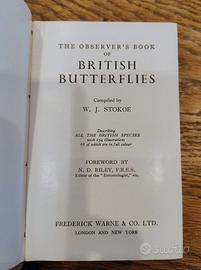 THE OBSERVER'S BOOK
OF
BRITISH
BUTTERFLIES
Compiled by
W. J. STOKOE
Describing
ALL THE BRITISH SPECIES
with 134 illustrations
68 of which are in full colour
FOREWORD BY
N. D. RILEY, F.R.E.S.
Editor of the "Entomologist," etc.
FREDERICK WARNE & CO. LTD.
LONDON AND NEW YORK
subito